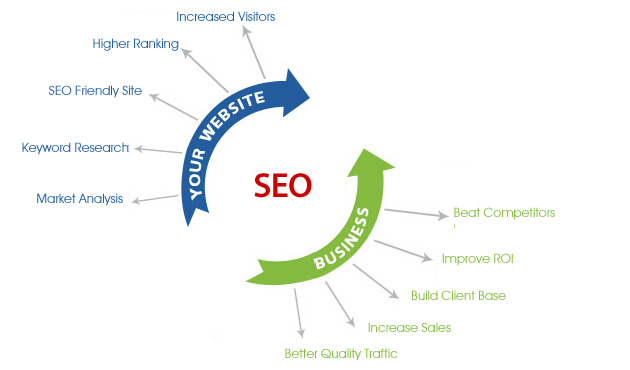 Increased Visitors
Higher Ranking
SEO Friendly Site
Keyword Research
Market Analysis
YOUR WEBSITE
SEO
BUSINESS
Beat Competitors
Improve ROI
Build Client Base
Increase Sales
Better Quality Traffic